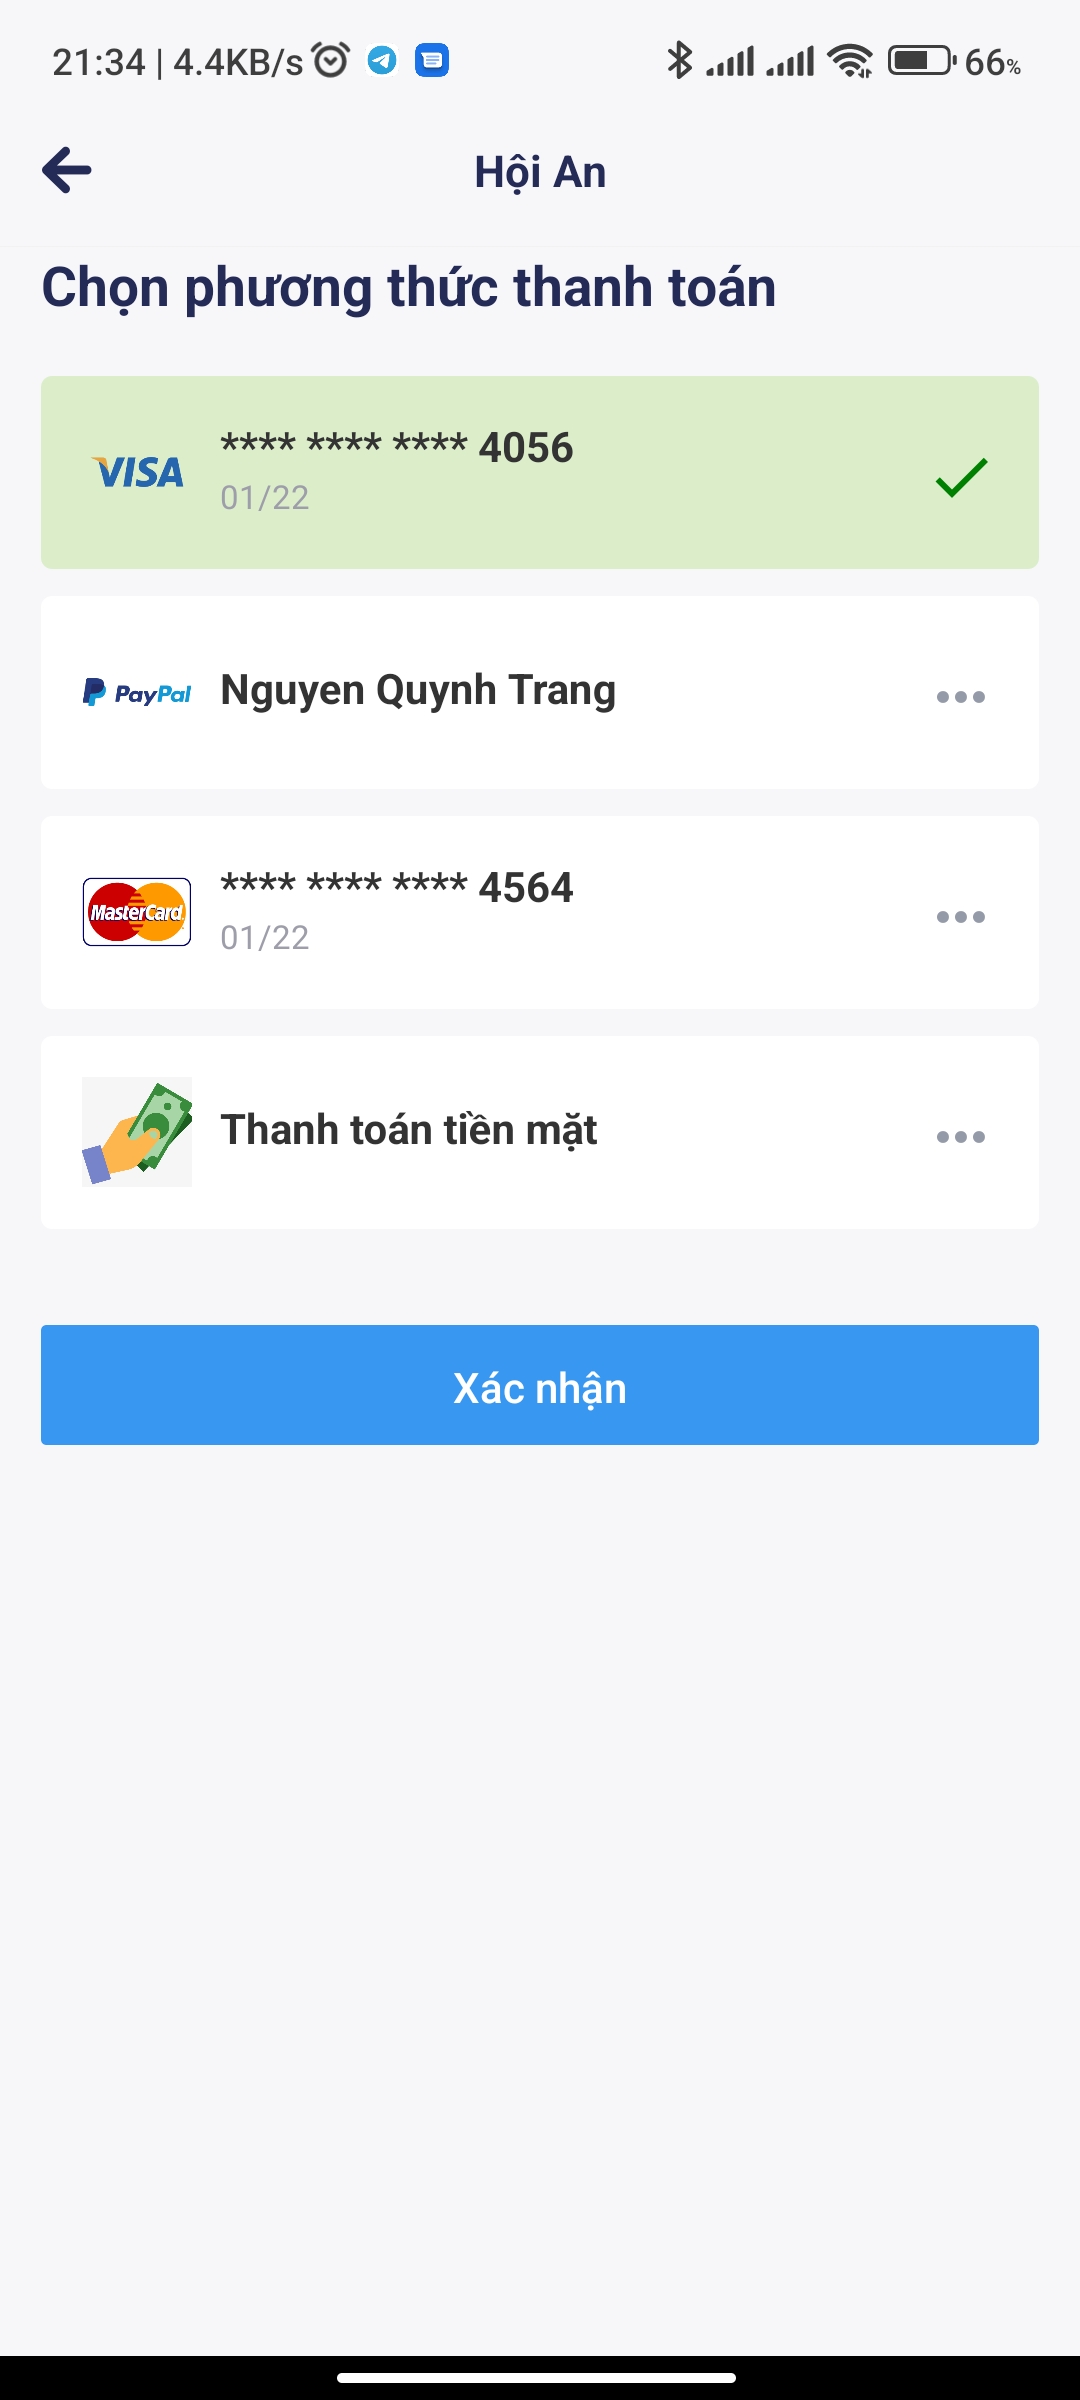 21:34 | 4.4KB/s 66%
Hội An
Chọn phương thức thanh toán
VISA **** **** **** 4056
01/22
PayPal Nguyen Quynh Trang
MasterCard **** **** **** 4564
01/22
Thanh toán tiền mặt
Xác nhận